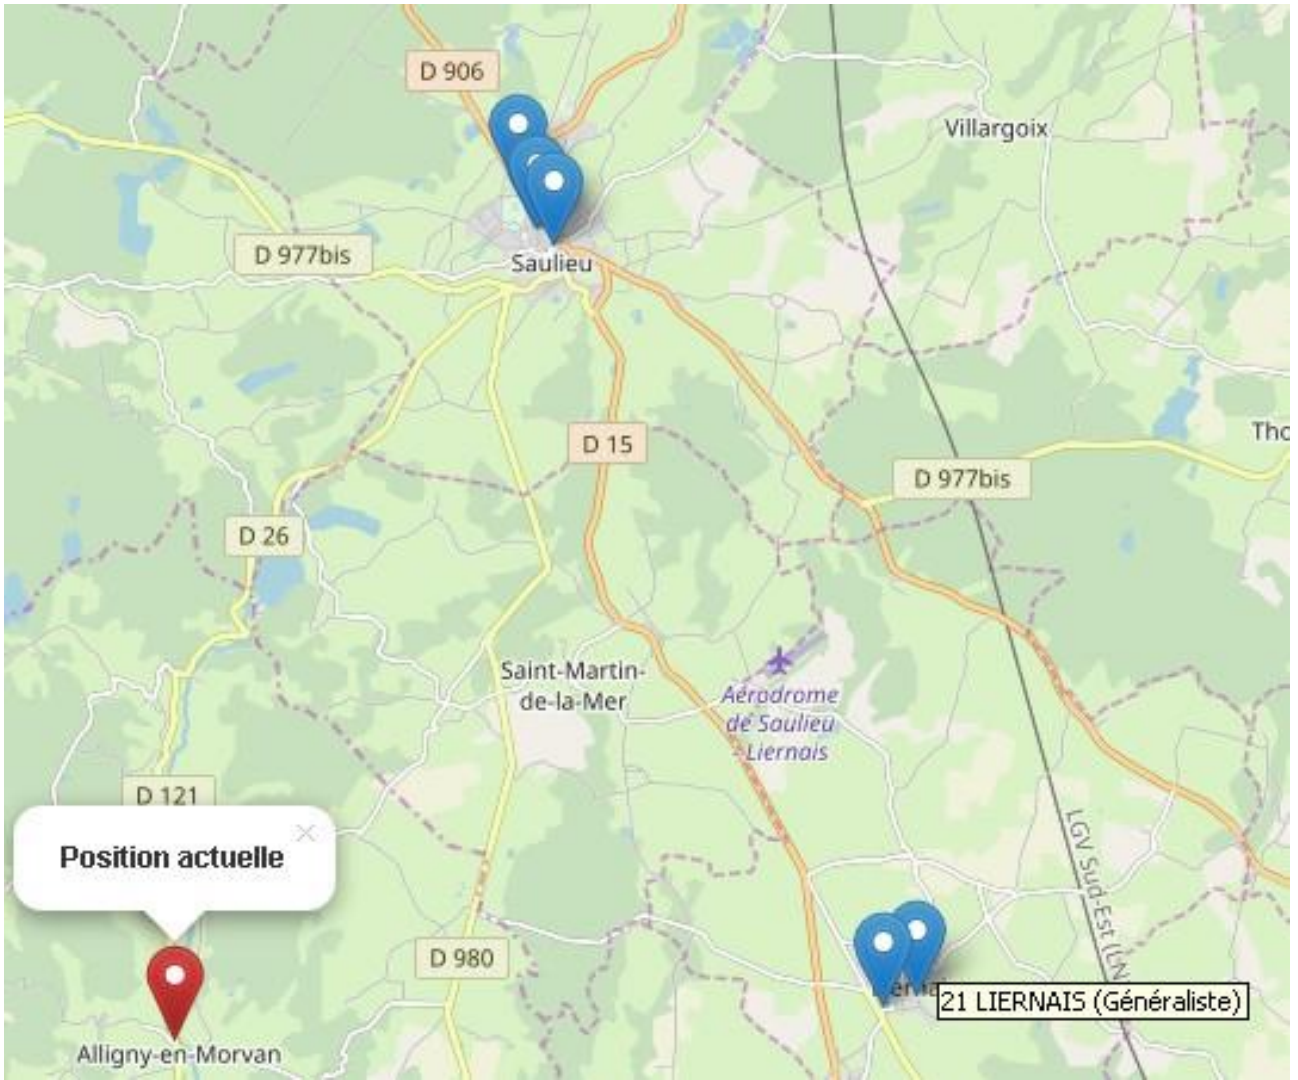 D 906
Villargoix
D 977bis
Saulieu
D 15
D 977bis
D 26
Saint-Martin-
de-la-Mer
Aérodrome
de Saulieu
- Liernais
D 121
Position actuelle
×
LGV Sud-Est (LN
D 980
21 LIERNAIS (Généraliste)
Alligny-en-Morvan